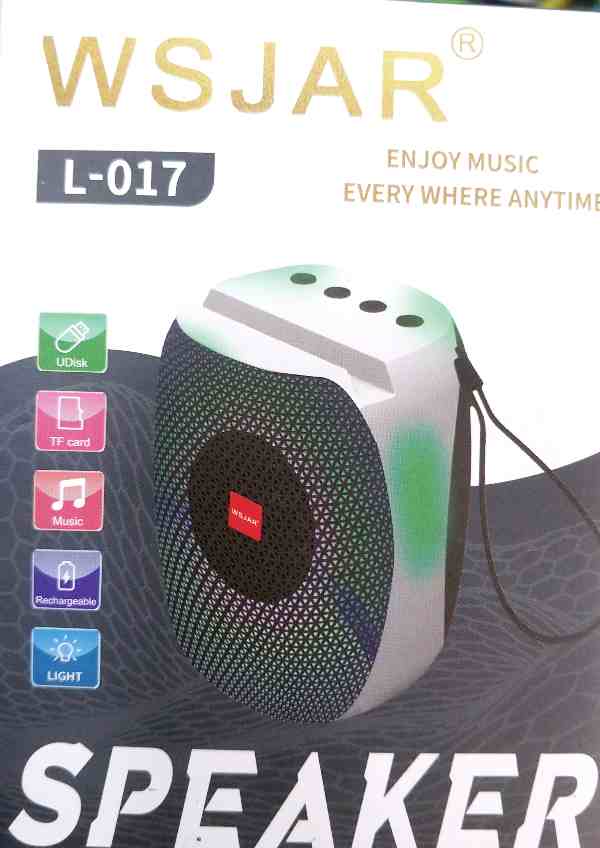 WSJAR®
L-017
ENJOY MUSIC
EVERY WHERE ANYTIME
UDisk
TF card
Music
Rechargeable
LIGHT
WSJAR
SPEAKER